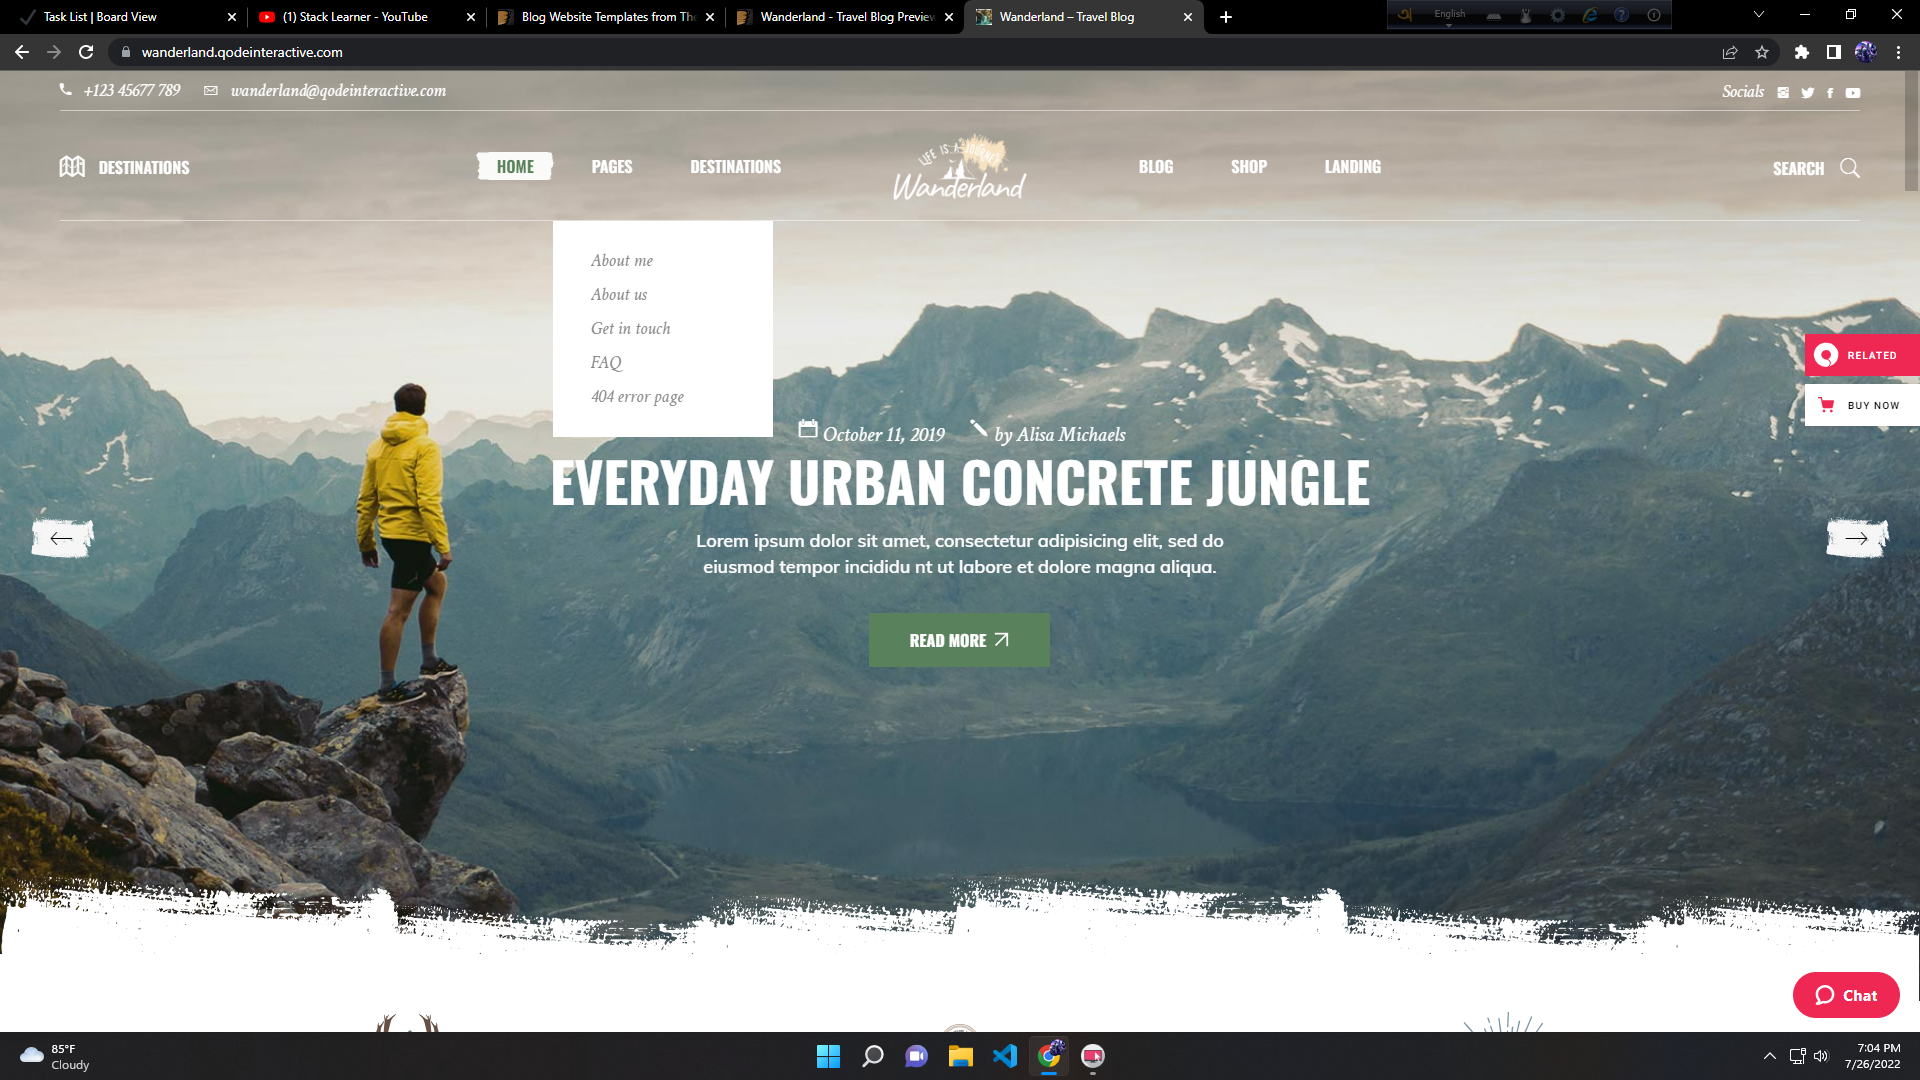 Task List | Board View
(1) Stack Learner - YouTube
Blog Website Templates from The
Wanderland - Travel Blog Preview
Wanderland – Travel Blog
English
wanderland.qodeinteractive.com
+123 45677 789
wanderland@qodeinteractive.com
Socials
DESTINATIONS
HOME
PAGES
DESTINATIONS
LIFE IS A JOURNEY
Wanderland
BLOG
SHOP
LANDING
SEARCH
About me
About us
Get in touch
FAQ
404 error page
RELATED
BUY NOW
October 11, 2019
by Alisa Michaels
EVERYDAY URBAN CONCRETE JUNGLE
Lorem ipsum dolor sit amet, consectetur adipisicing elit, sed do
eiusmod tempor incididu nt ut labore et dolore magna aliqua.
READ MORE
Chat
85°F
Cloudy
7:04 PM
7/26/2022